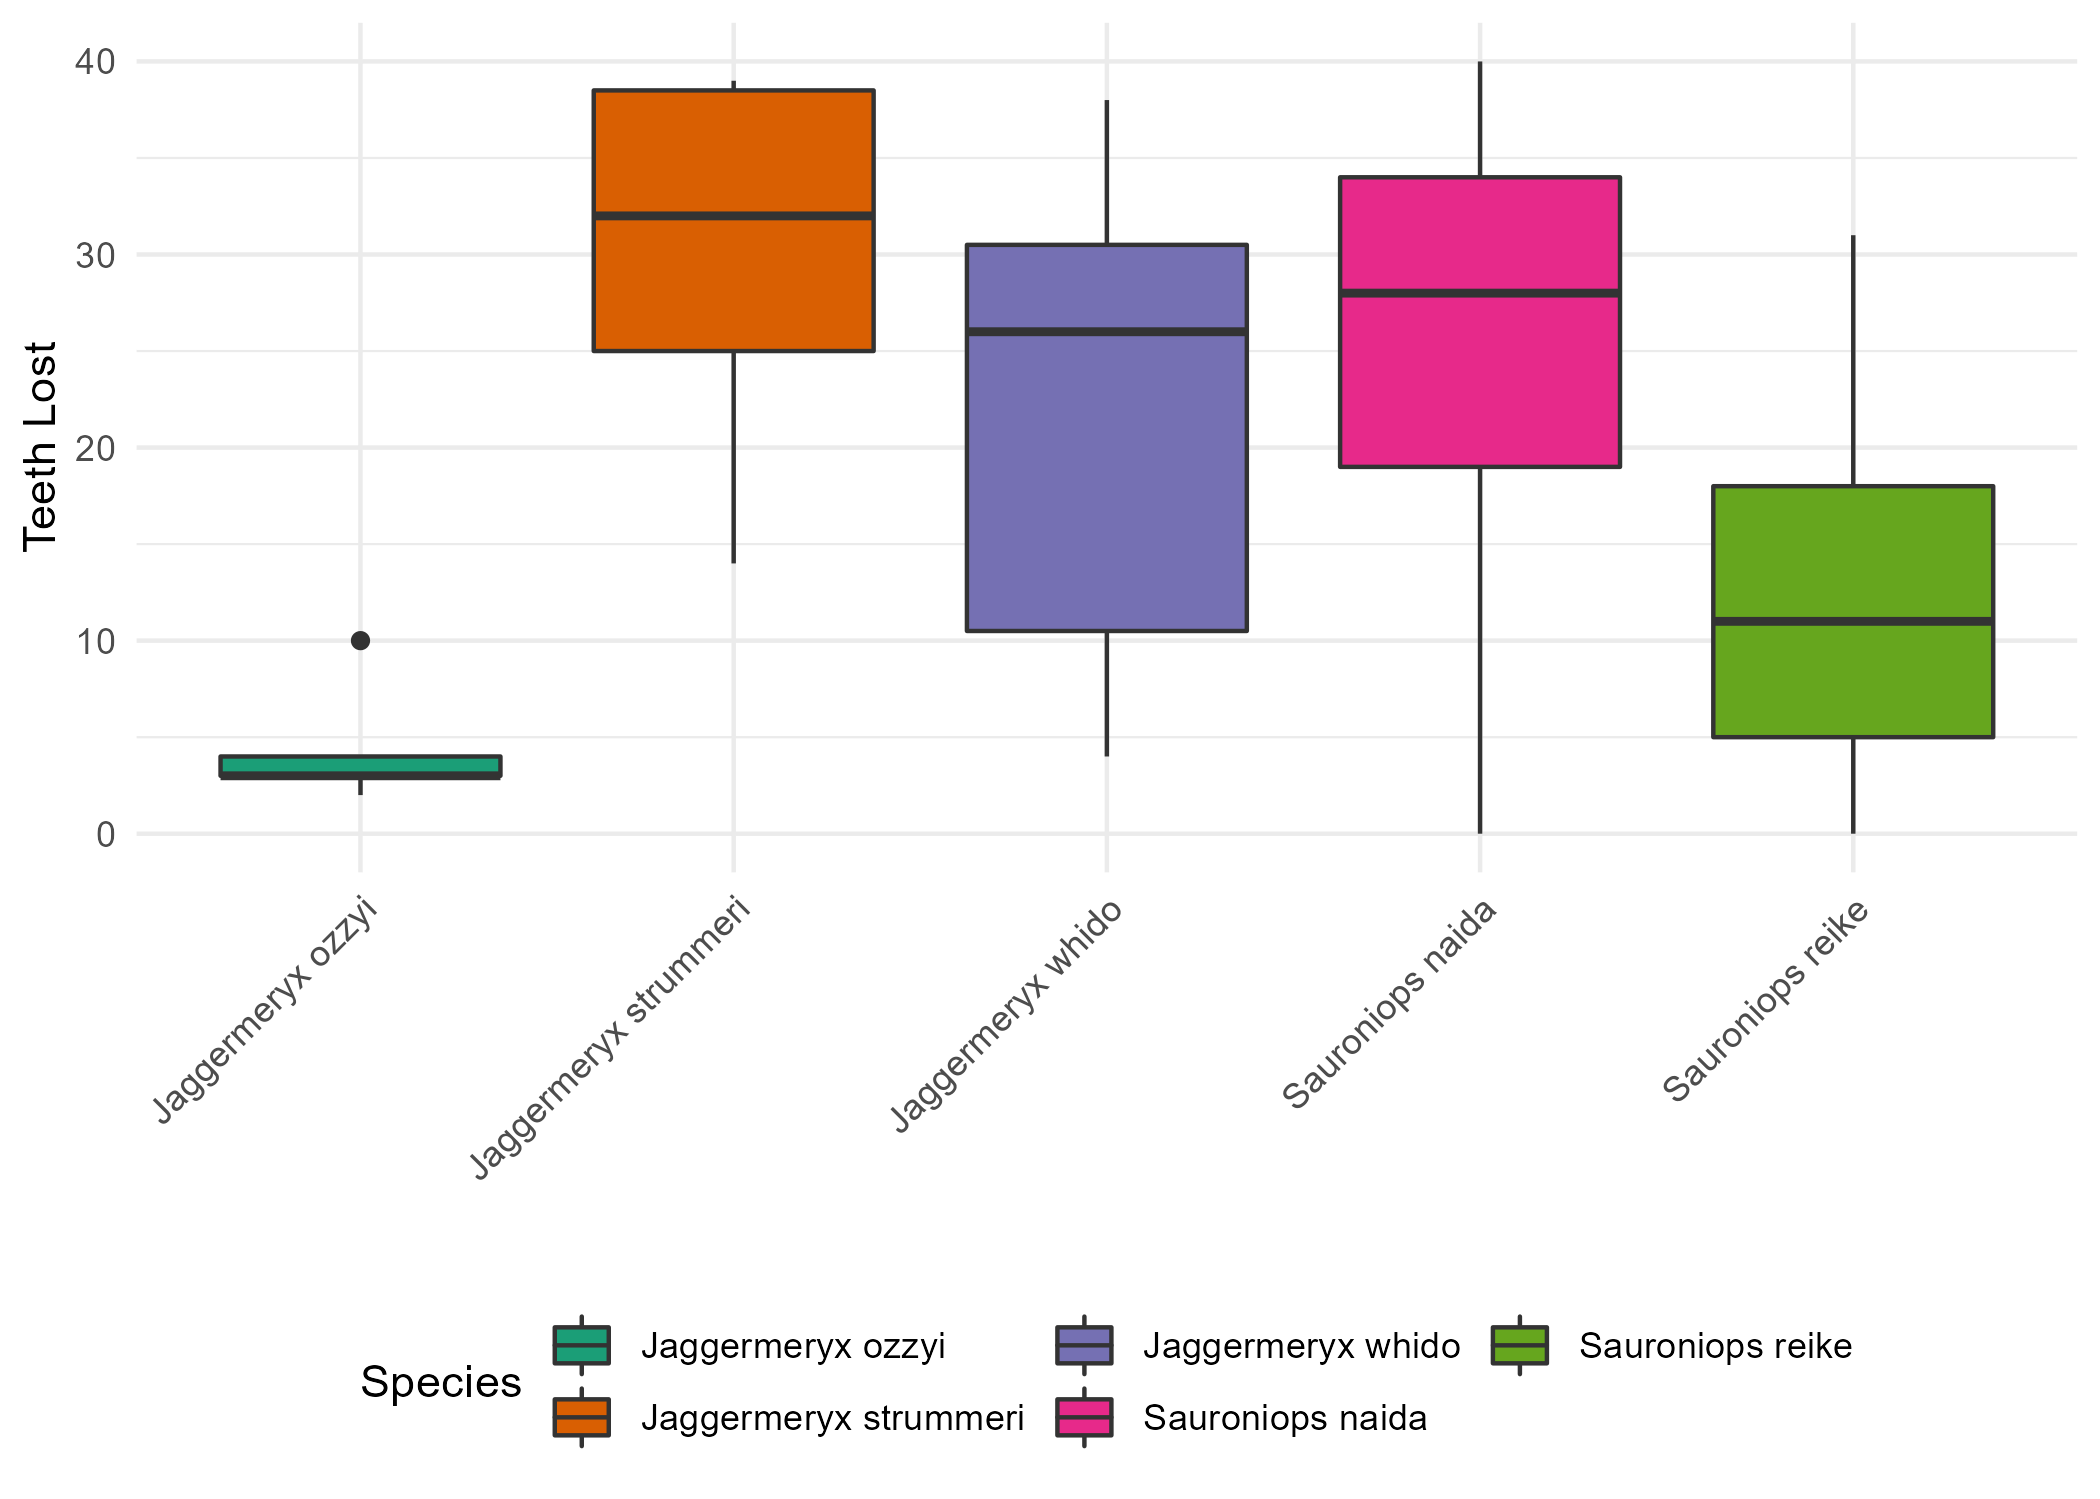 Teeth Lost
40
30
20
10
0
Jaggermeryx ozzyi
Jaggermeryx strummeri
Jaggermeryx whido
Sauroniops naida
Sauroniops reike
Species
Jaggermeryx ozzyi
Jaggermeryx strummeri
Jaggermeryx whido
Sauroniops naida
Sauroniops reike